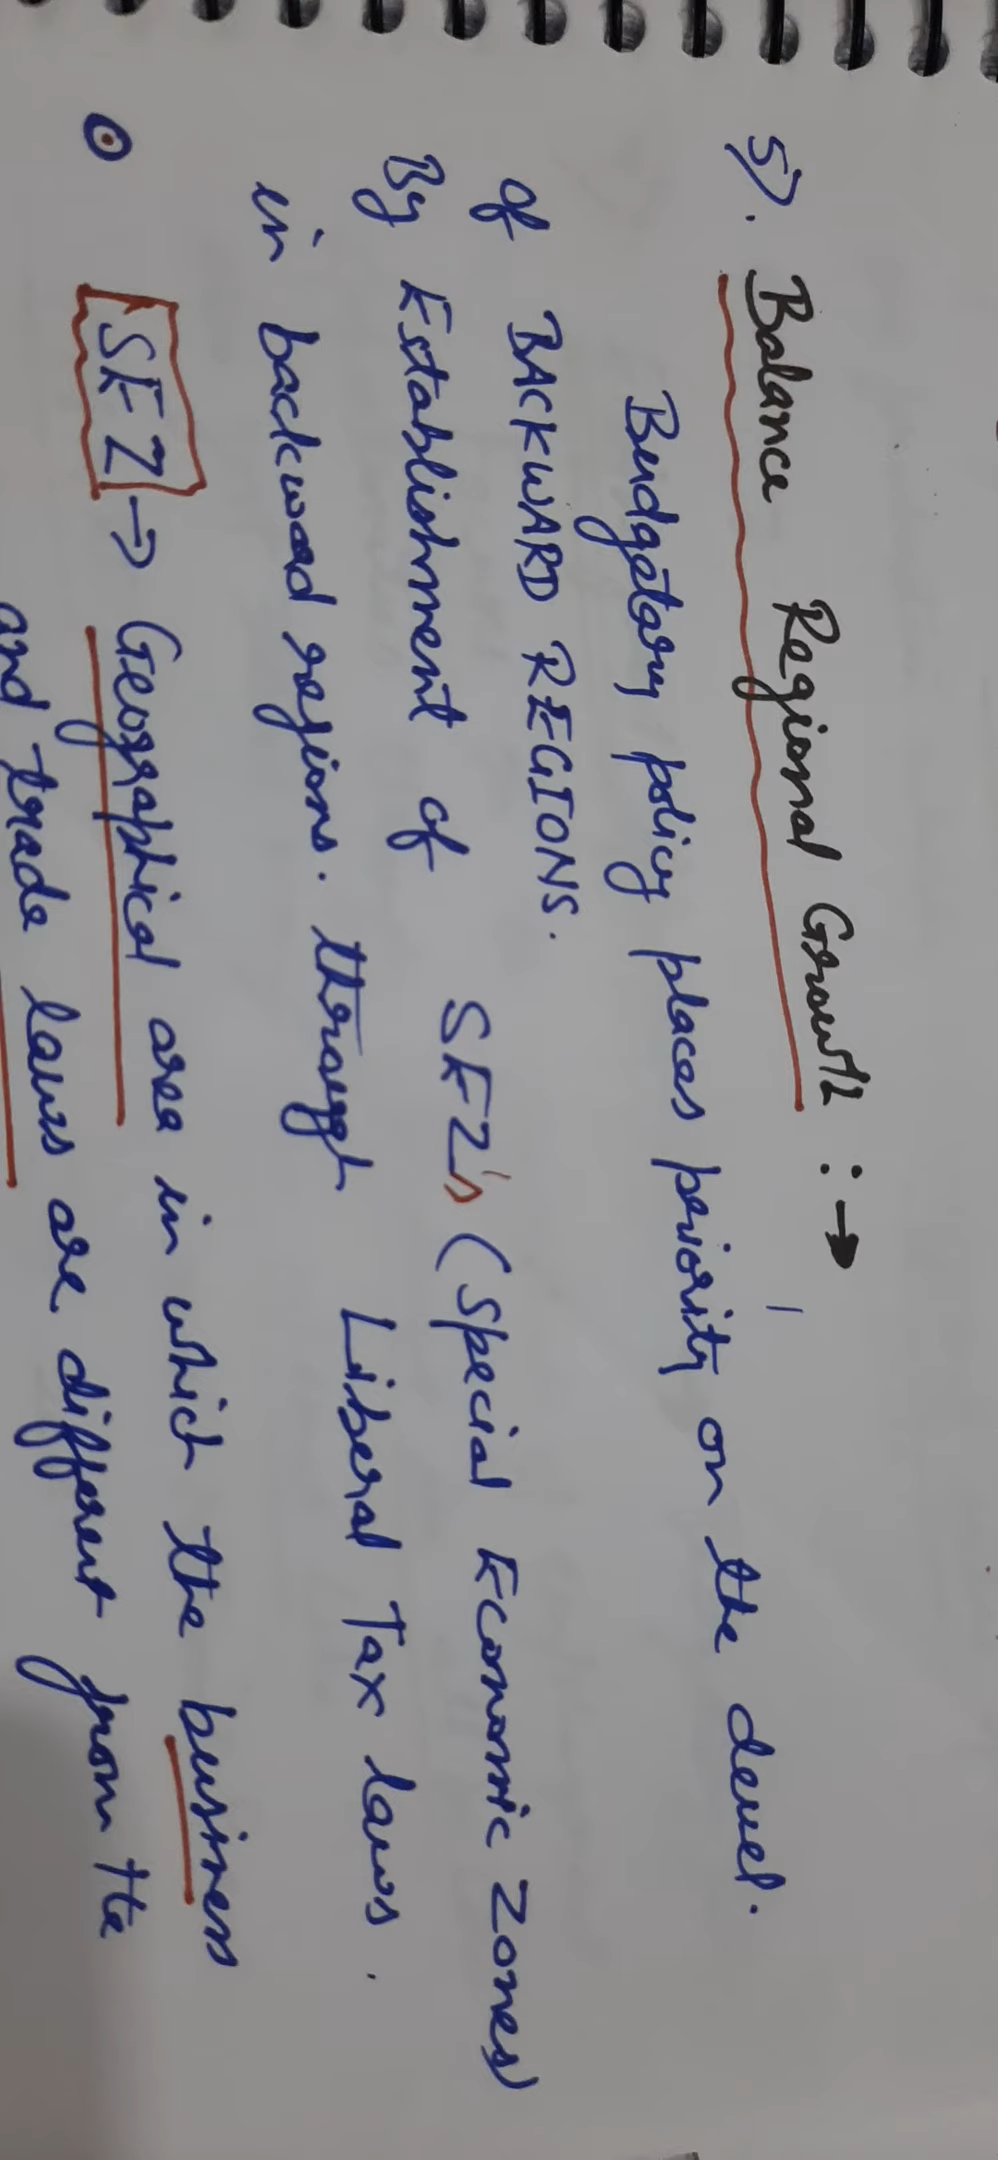 5). Balance Regional Growth :→
Budgetary policy places priority on the devel.
of BACKWARD REGIONS.
By Establishment of SEZ's (Special Economic Zones)
in backward regions. through Liberal Tax laws.
SEZ → Geographical area in which the business
and trade laws are different from the